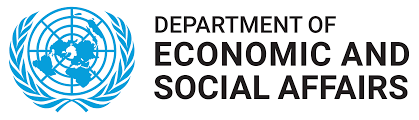 DEPARTMENT OF
ECONOMIC AND
SOCIAL AFFAIRS